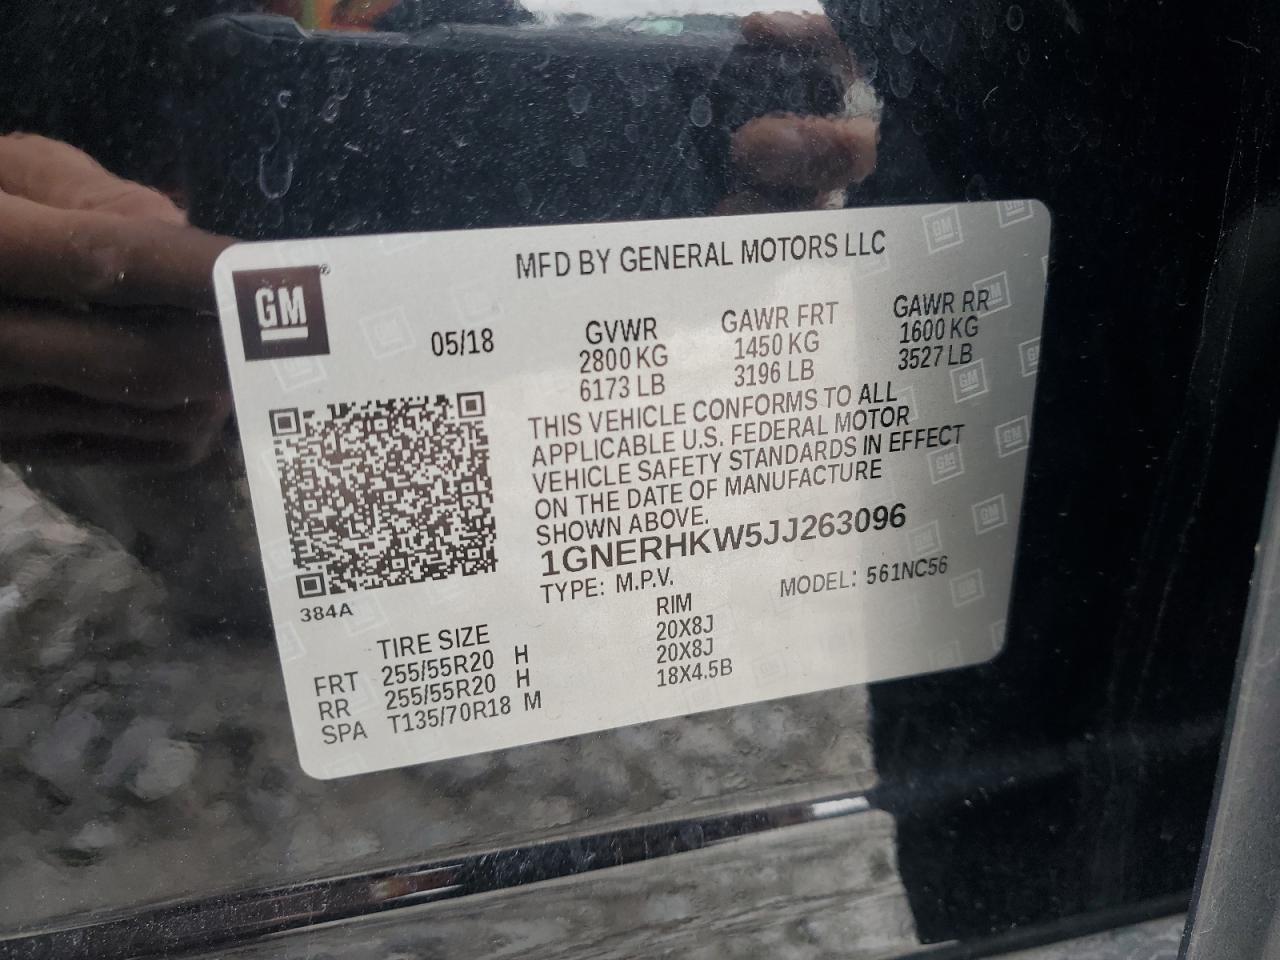 MFD BY GENERAL MOTORS LLC
GM ®
05/18
GVWR GAWR FRT GAWR RR
2800 KG 1450 KG 1600 KG
6173 LB 3196 LB 3527 LB
THIS VEHICLE CONFORMS TO ALL
APPLICABLE U.S. FEDERAL MOTOR
VEHICLE SAFETY STANDARDS IN EFFECT
ON THE DATE OF MANUFACTURE
SHOWN ABOVE.
1GNERHKW5JJ263096
TYPE: M.P.V. MODEL: 561NC56
384A
TIRE SIZE RIM
FRT 255/55R20 H 20X8J
RR 255/55R20 H 20X8J
SPA T135/70R18 M 18X4.5B